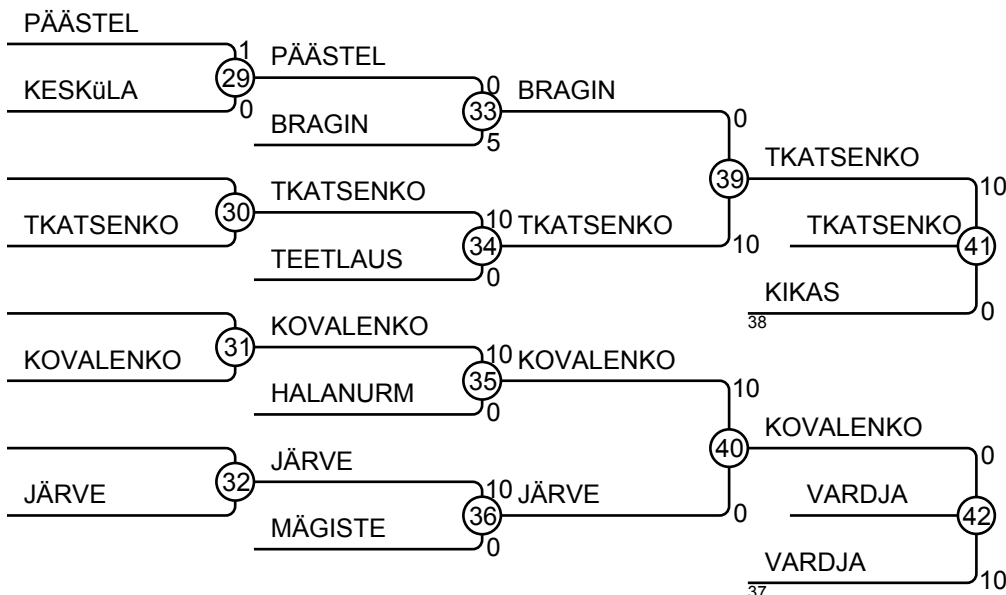 PÄÄSTEL
1
29 PÄÄSTEL
KESKüLA
0
0
33 BRAGIN
BRAGIN
5
0
39 TKATSENKO
30 TKATSENKO
TKATSENKO
10
34 TKATSENKO
TEETLAUS
0
10
10
TKATSENKO 41
KIKAS
38
0
31 KOVALENKO
KOVALENKO
10
35 KOVALENKO
HALANURM
0
10
40 KOVALENKO
32 JÄRVE
JÄRVE
10
36 JÄRVE
MÄGISTE
0
0
0
VARDJA 42
VARDJA
37
10